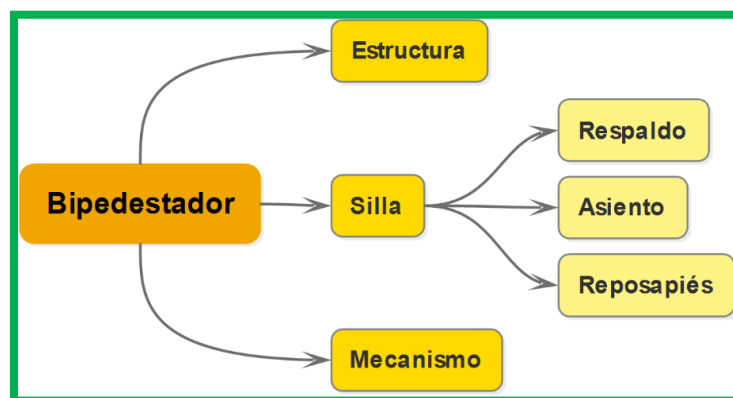 Estructura
Respaldo
Bipedestador
Silla
Asiento
Reposapiés
Mecanismo